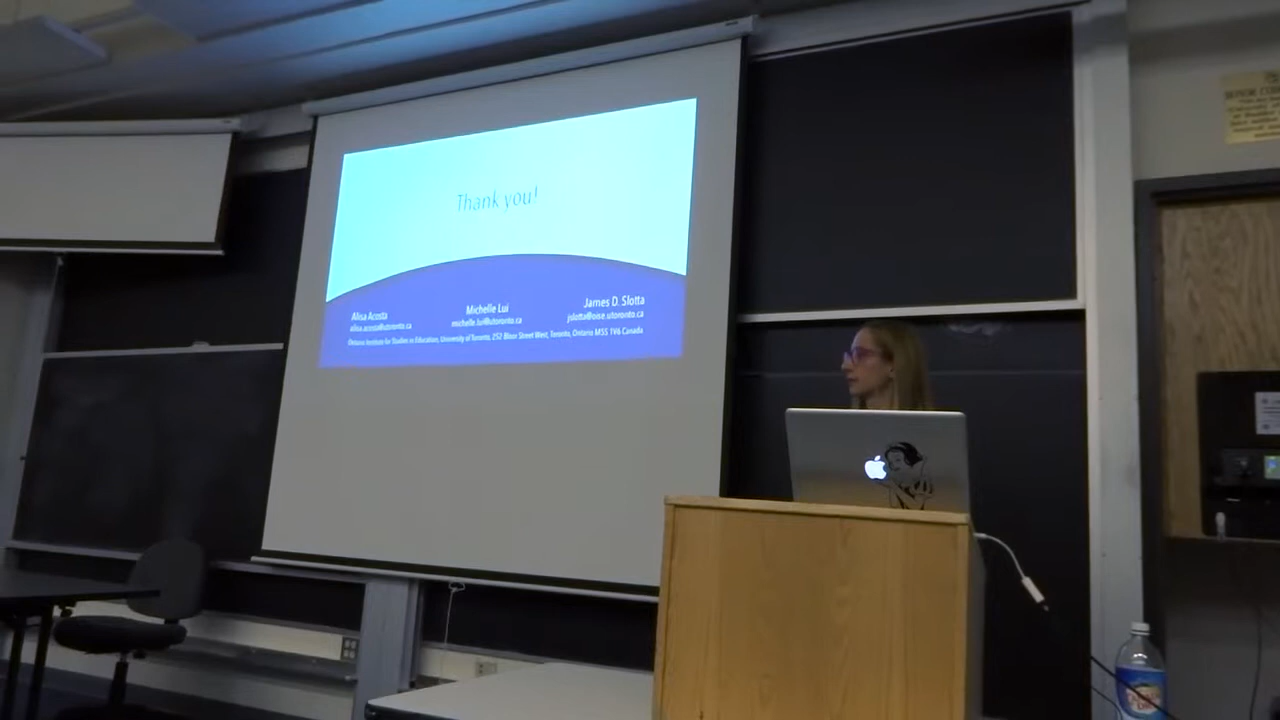 Thank you!
Alisa Acosta
Michelle Lui
James D. Slotta
alisa.acosta@utoronto.ca
michelle.lui@utoronto.ca
jslotta@oise.utoronto.ca
Ontario Institute for Studies in Education, University of Toronto, 252 Bloor Street West, Toronto, Ontario M5S 1V6 Canada